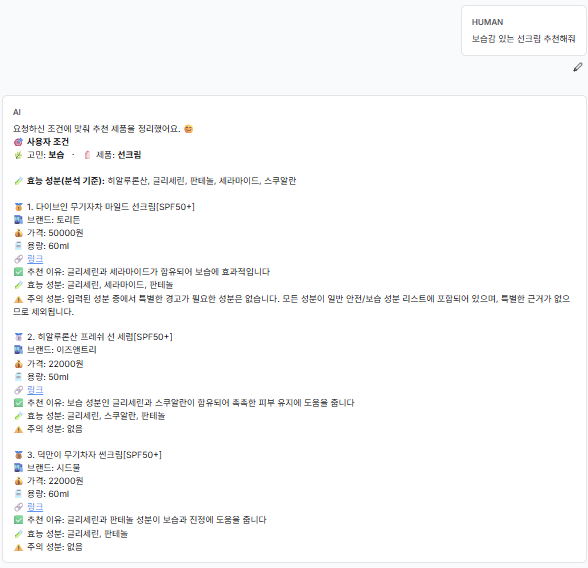 HUMAN
보습감 있는 선크림 추천해줘
AI
요청하신 조건에 맞춰 추천 제품을 정리했어요. 😊
🎯 사용자 조건
🌿 고민: 보습 · 🧴 제품: 선크림
🧪 효능 성분(분석 기준): 히알루론산, 글리세린, 판테놀, 세라마이드, 스쿠알란
🥇 1. 다이브인 무기자차 마일드 선크림[SPF50+]
🏪 브랜드: 토리든
💰 가격: 50000원
🥛 용량: 60ml
🔗 링크
✅ 추천 이유: 글리세린과 세라마이드가 함유되어 보습에 효과적입니다
🧪 효능 성분: 글리세린, 세라마이드, 판테놀
⚠️ 주의 성분: 입력된 성분 중에서 특별한 경고가 필요한 성분은 없습니다. 모든 성분이 일반 안전/보습 성분 리스트에 포함되어 있으며, 특별한 근거가 없으
므로 제외됩니다.
🥈 2. 히알루론산 프레쉬 선 세럼[SPF50+]
🏪 브랜드: 이즈앤트리
💰 가격: 22000원
🥛 용량: 50ml
🔗 링크
✅ 추천 이유: 보습 성분인 글리세린과 스쿠알란이 함유되어 촉촉한 피부 유지에 도움을 줍니다
🧪 효능 성분: 글리세린, 스쿠알란, 판테놀
⚠️ 주의 성분: 없음
🥉 3. 덕만이 무기차자 썬크림[SPF50+]
🏪 브랜드: 시드물
💰 가격: 22000원
🥛 용량: 60ml
🔗 링크
✅ 추천 이유: 글리세린과 판테놀 성분이 보습과 진정에 도움을 줍니다
🧪 효능 성분: 글리세린, 판테놀
⚠️ 주의 성분: 없음